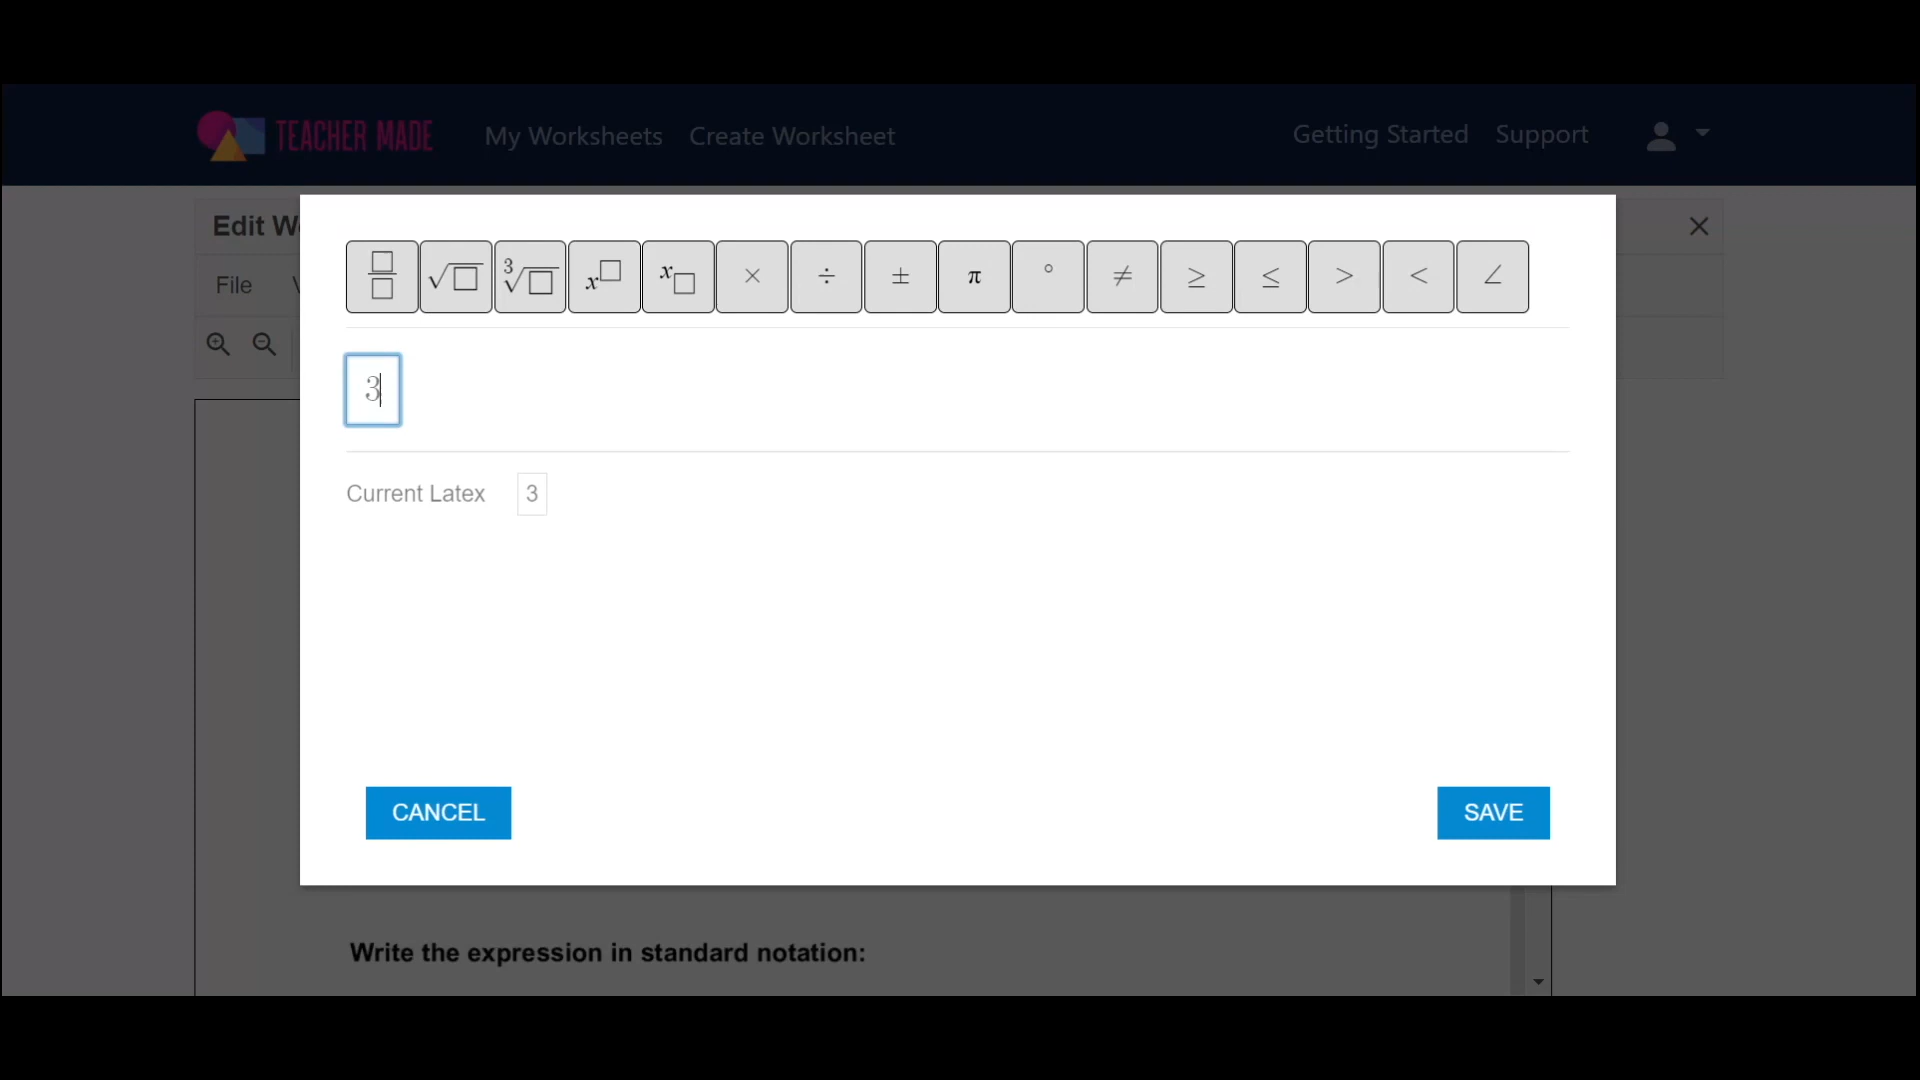 TEACHER MADE My Worksheets Create Worksheet Getting Started Support
Edit W
File
√ 3√ x x × ÷ ± π ° ≠ ≥ ≤ > < ∠
3
Current Latex 3
CANCEL SAVE
Write the expression in standard notation: